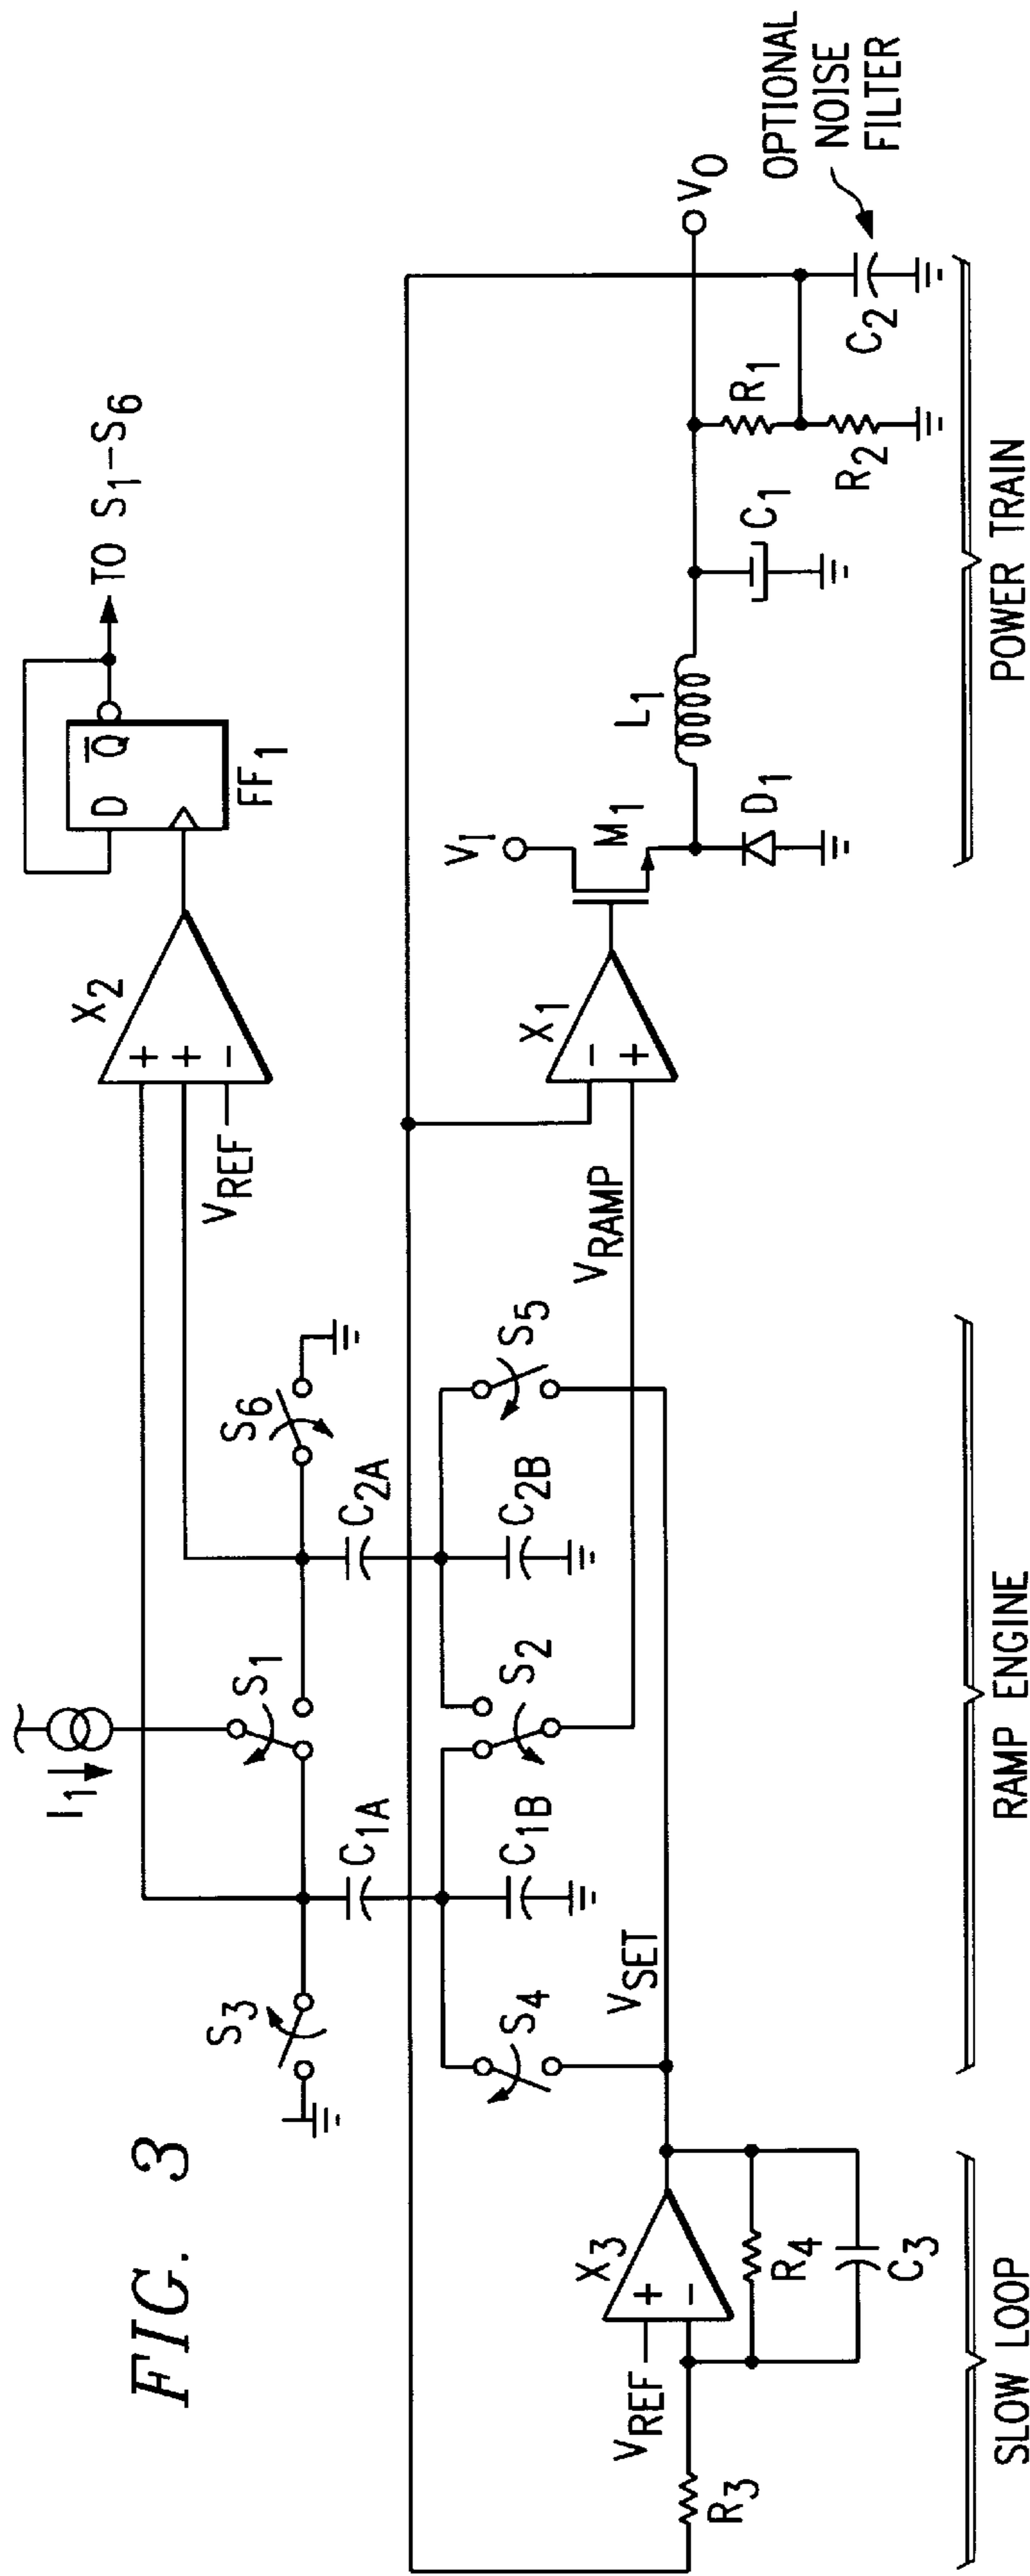 FIG. 3
I1
S1
S3
S6
C1A
C2A
C1B
C2B
S2
S4
S5
VSET
VRAMP
X2
+
+
−
VREF
D Q̅
FF1
TO S1−S6
X1
−
+
VI
M1
D1
L1
C1
R1
R2
C2
VO
OPTIONAL
NOISE
FILTER
X3
+
−
VREF
R3
R4
C3
SLOW LOOP
RAMP ENGINE
POWER TRAIN